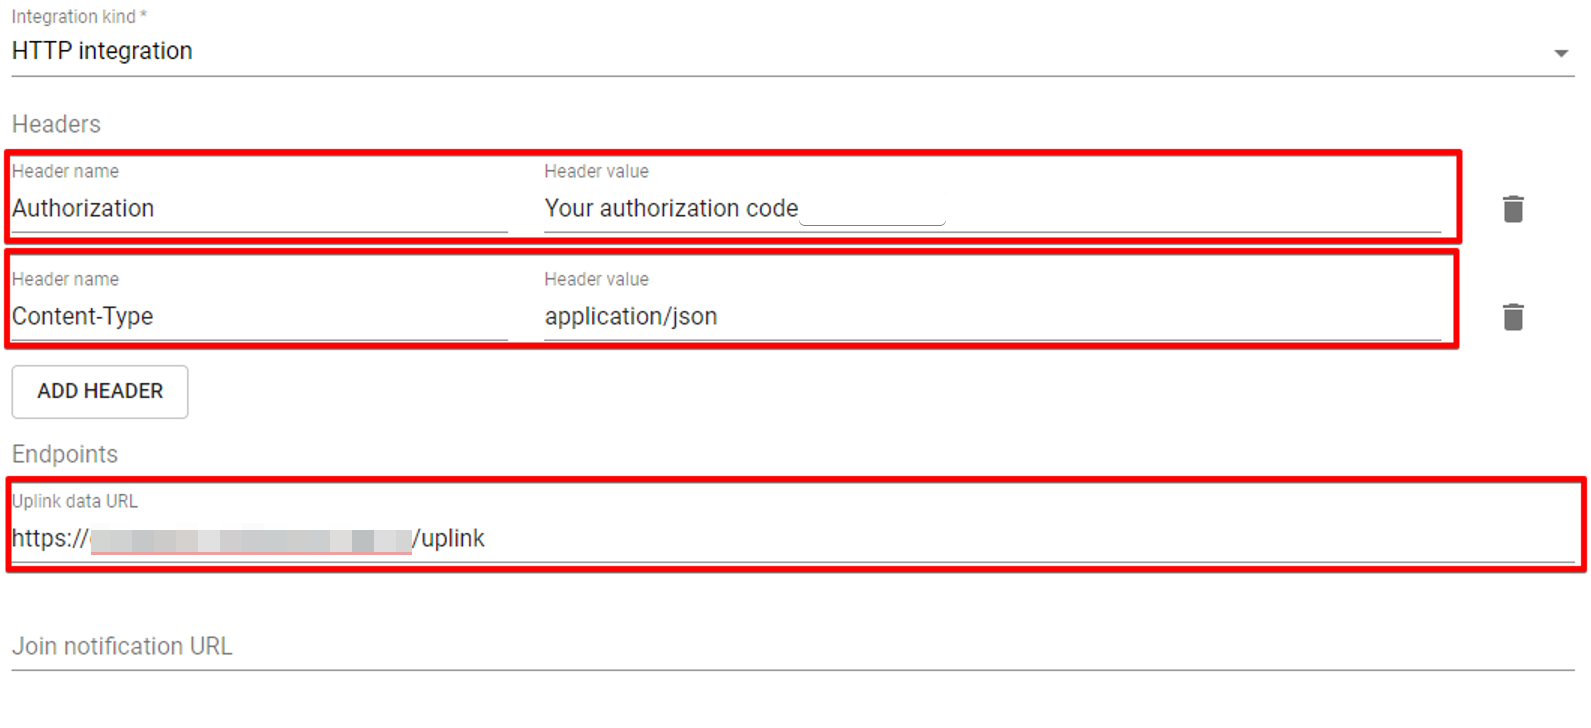 Integration kind *
HTTP integration
Headers
Header name Header value
Authorization Your authorization code
Header name Header value
Content-Type application/json
ADD HEADER
Endpoints
Uplink data URL
https:// /uplink
Join notification URL